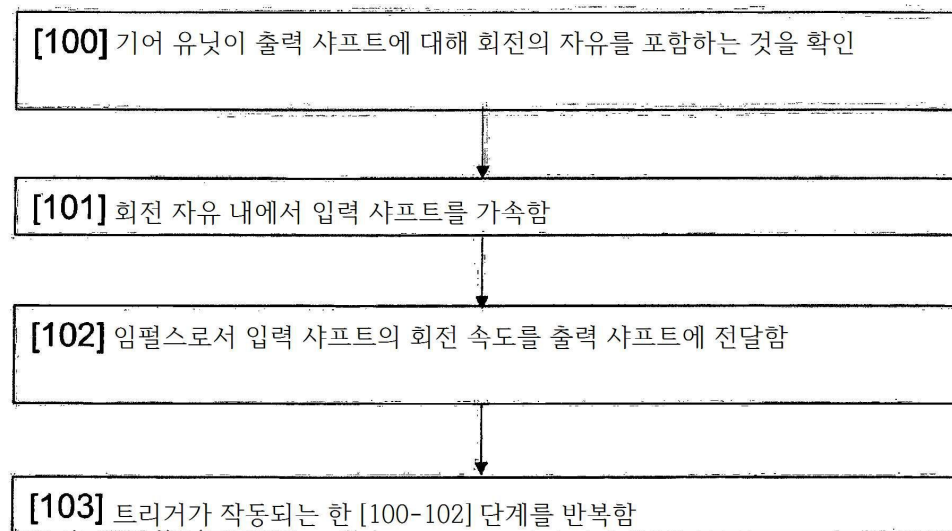 [100] 기어 유닛이 출력 샤프트에 대해 회전의 자유를 포함하는 것을 확인
[101] 회전 자유 내에서 입력 샤프트를 가속함
[102] 임펄스로서 입력 샤프트의 회전 속도를 출력 샤프트에 전달함
[103] 트리거가 작동되는 한 [100-102] 단계를 반복함